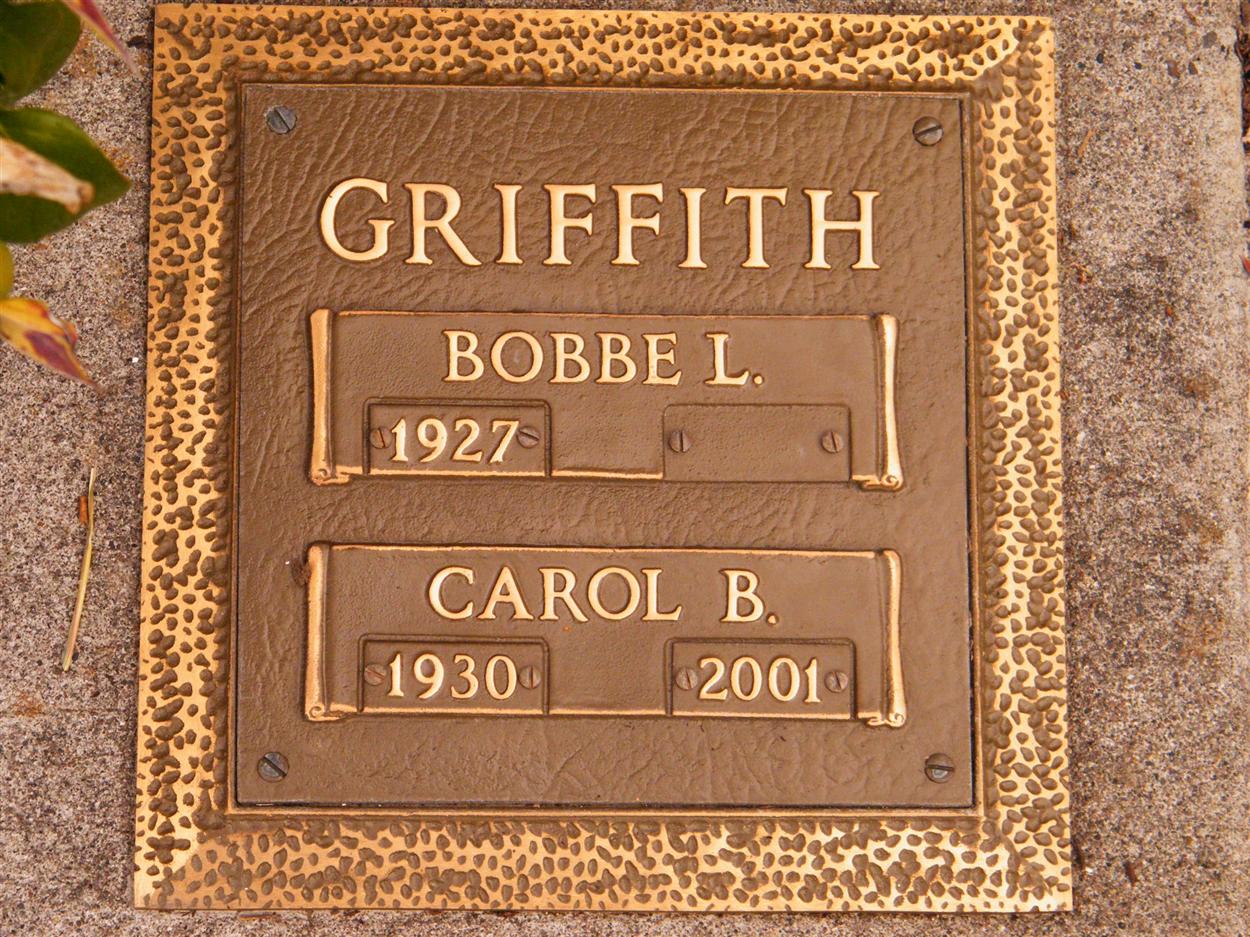 GRIFFITH
BOBBE L.
1927
CAROL B.
1930 2001